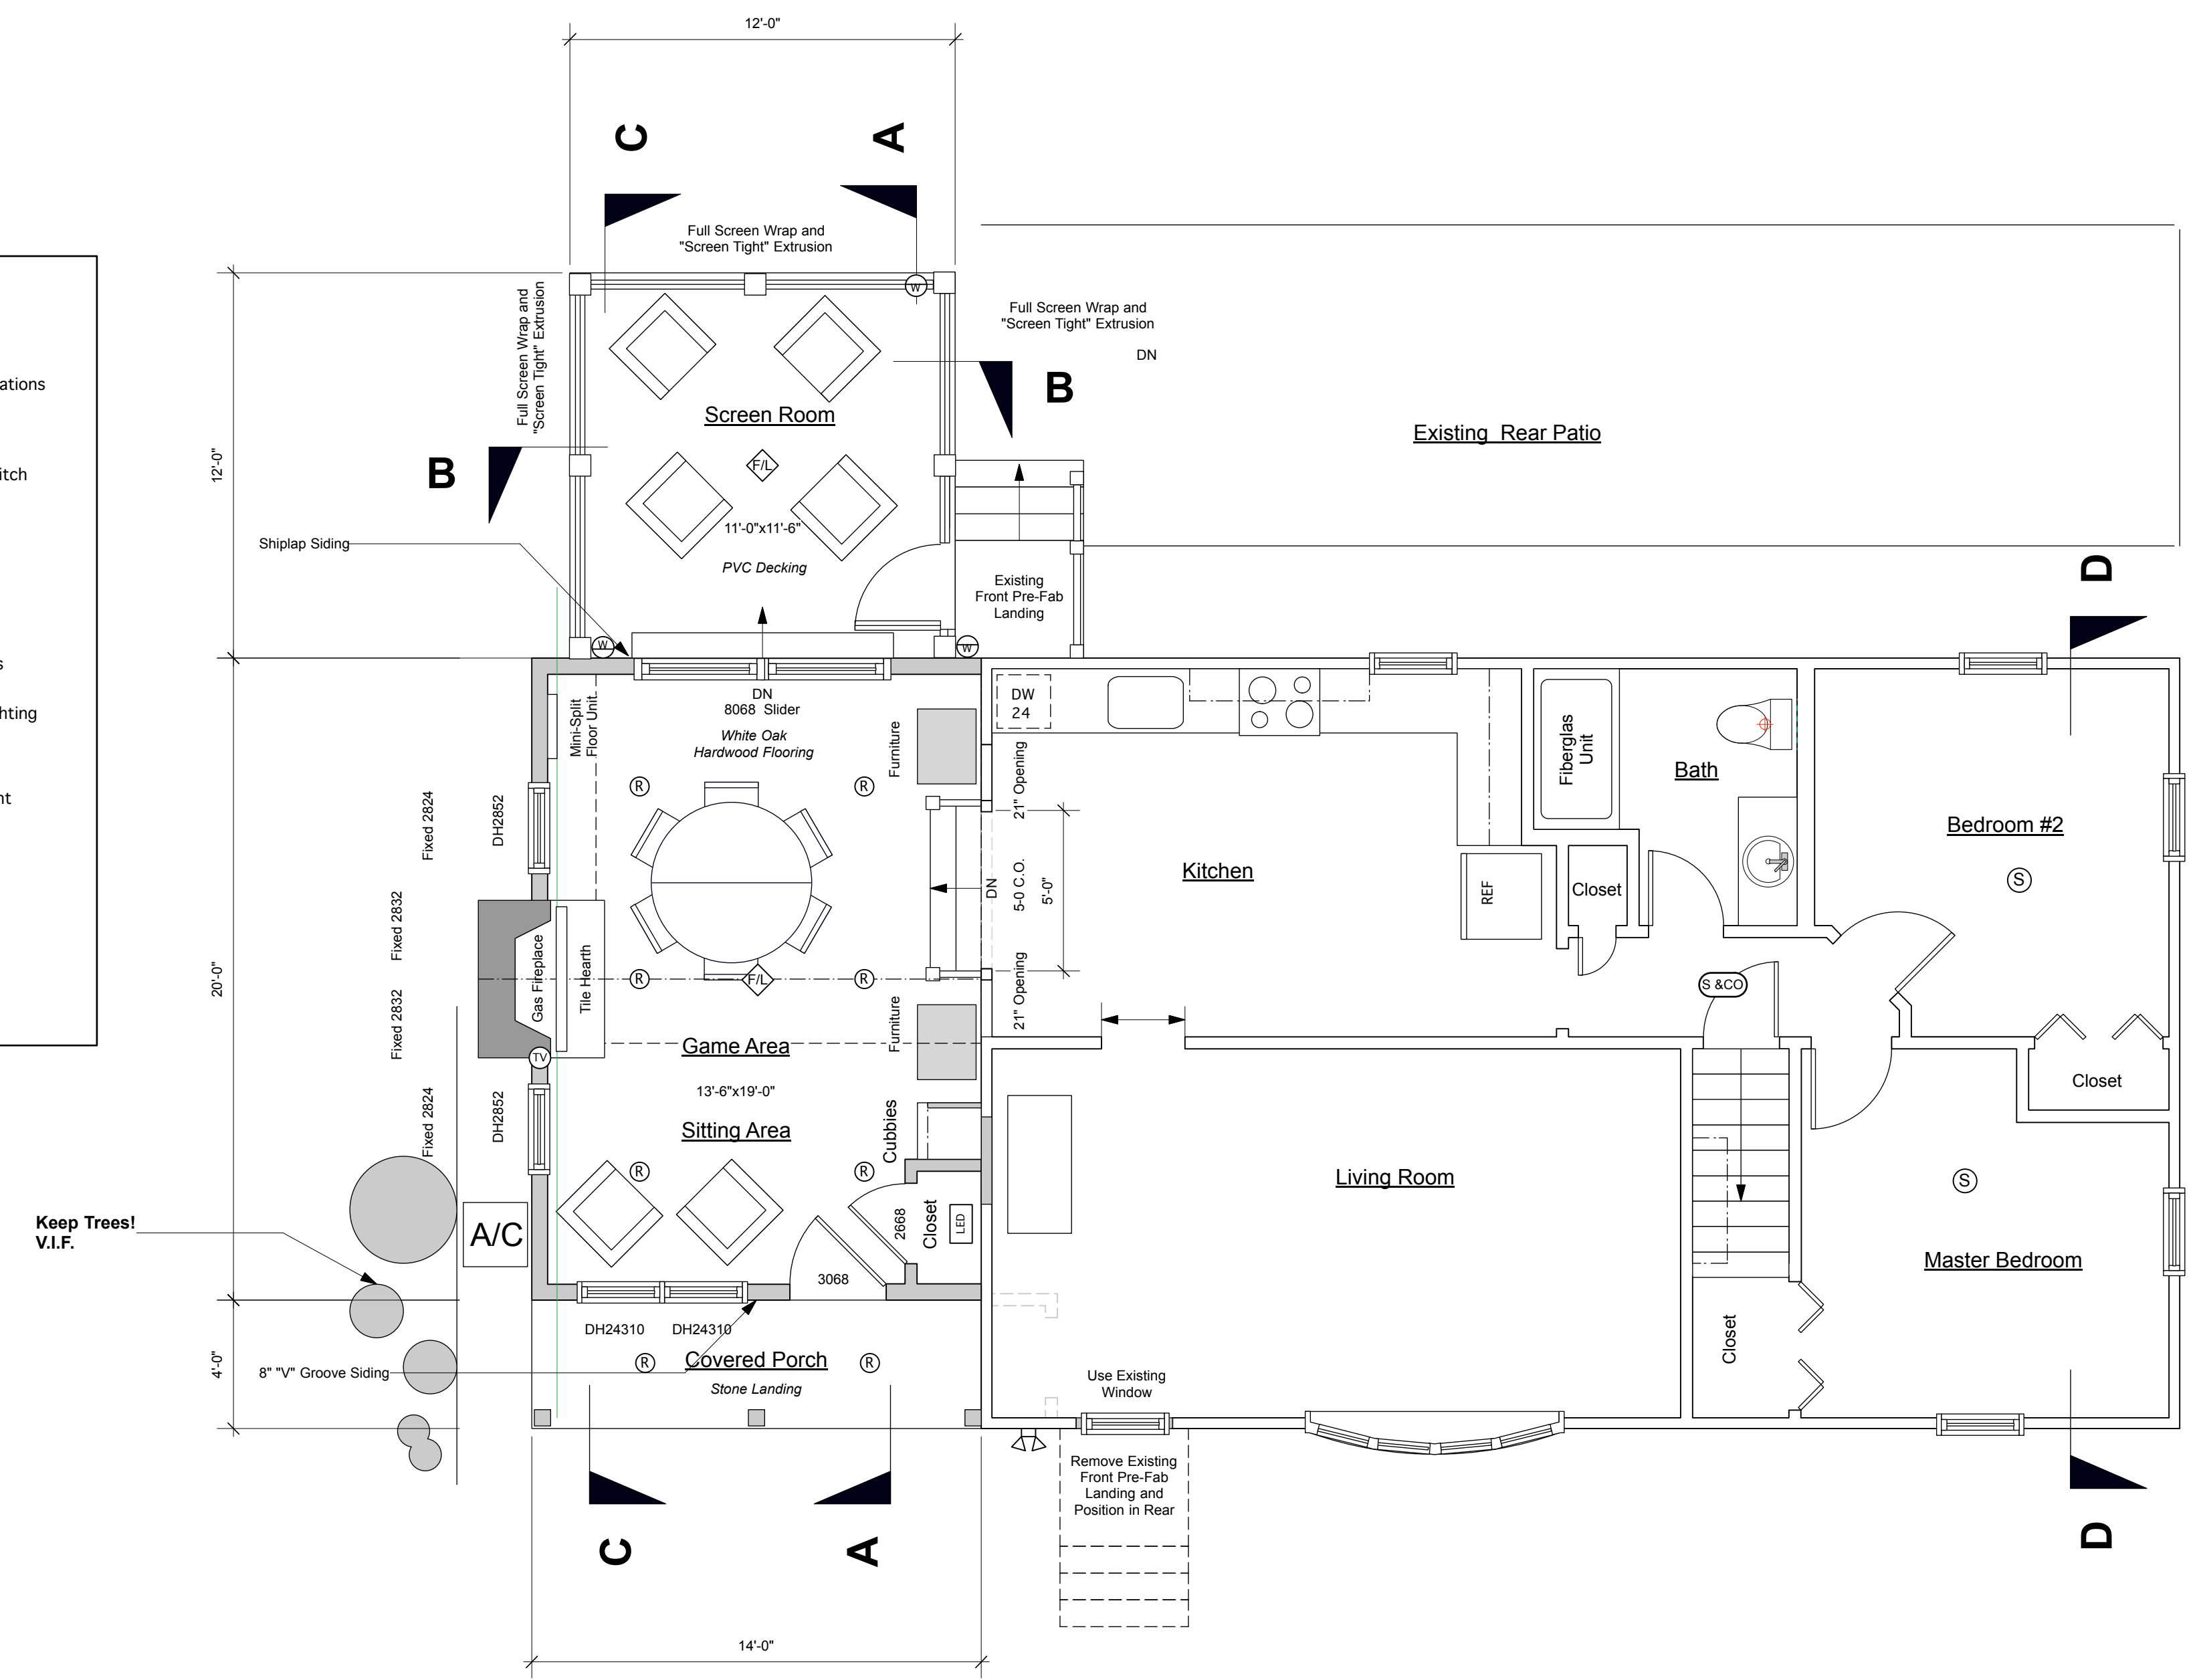 12'-0"
C
A
Full Screen Wrap and
"Screen Tight" Extrusion
Full Screen Wrap and
"Screen Tight" Extrusion
W
Full Screen Wrap and
"Screen Tight" Extrusion
DN
B
ations
12'-0"
itch
B
Screen Room
F/L
11'-0"x11'-6"
PVC Decking
Existing Rear Patio
Shiplap Siding
Existing
Front Pre-Fab
Landing
D
W
W
s
hting
nt
Mini-Split
Floor Unit
DN
8068 Slider
White Oak
Hardwood Flooring
Furniture
DW
24
21" Opening
Fiberglas
Unit
Bath
Bedroom #2
S
R
R
Fixed 2824
DH2852
Fixed 2832
Fixed 2832
Fixed 2824
DH2852
20'-0"
Gas Fireplace
Tile Hearth
TV
R
F/L
R
DN
5-0 C.O.
5'-0"
21" Opening
Kitchen
REF
Closet
S &CO
Furniture
Game Area
13'-6"x19'-0"
Sitting Area
Cubbies
Closet
R
R
Living Room
S
Master Bedroom
Keep Trees!
V.I.F.
A/C
2668
Closet
LED
3068
DH24310
DH24310
4'-0"
8" "V" Groove Siding
R
Covered Porch
R
Stone Landing
Use Existing
Window
Closet
Remove Existing
Front Pre-Fab
Landing and
Position in Rear
C
A
D
14'-0"